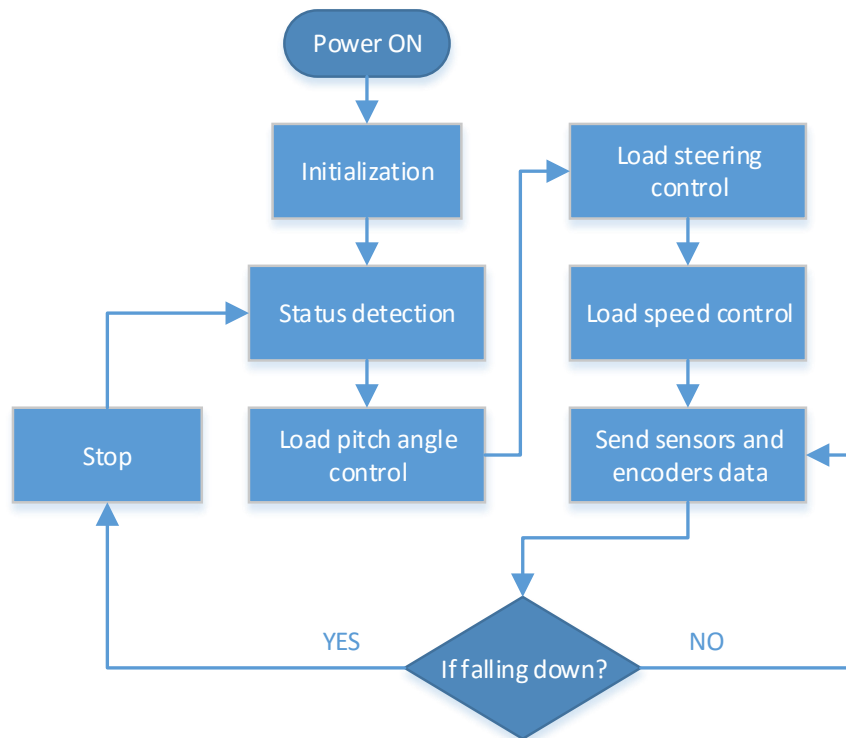 Power ON
Initialization
Status detection
Load pitch angle
control
Load steering
control
Load speed control
Send sensors and
encoders data
Stop
YES
If falling down?
NO